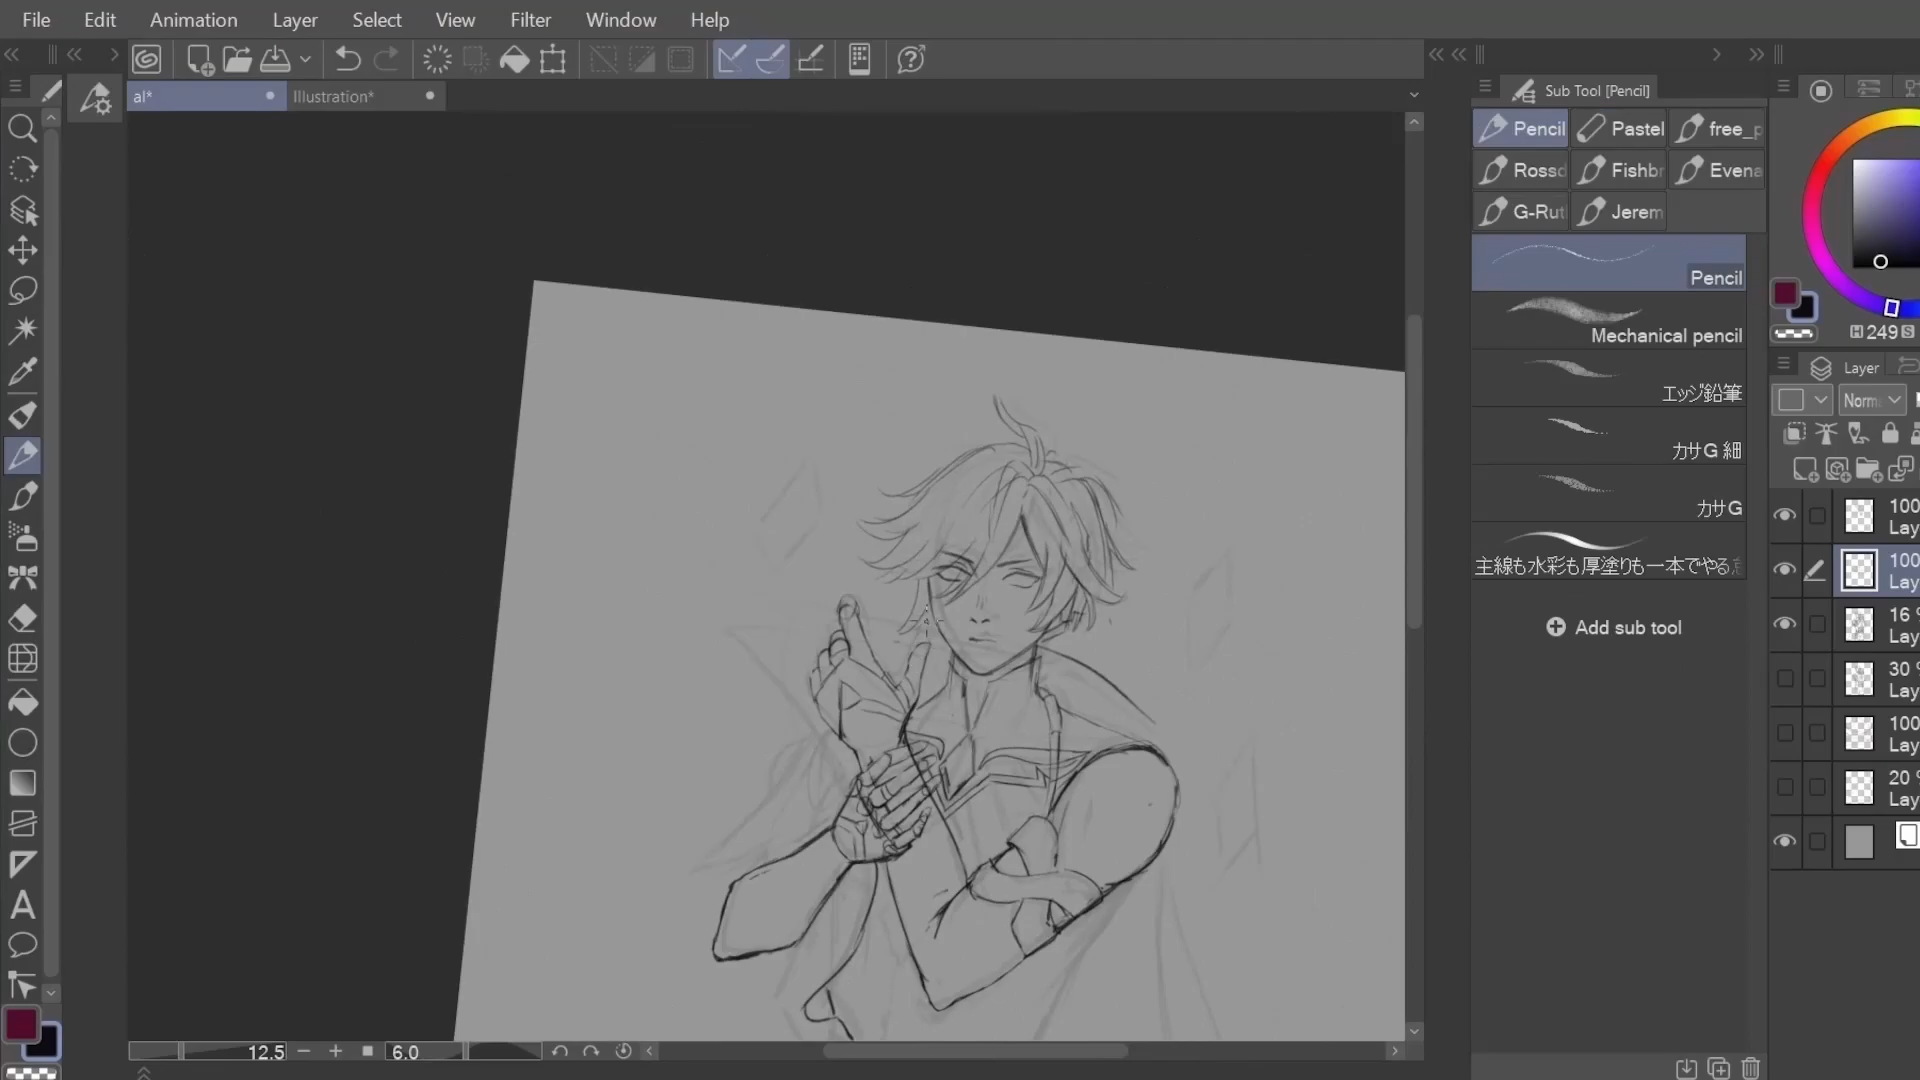 File Edit Animation Layer Select View Filter Window Help
al* Illustration*
Sub Tool [Pencil]
Pencil Pastel free_p
Rossd Fishbr Evena
G-Rut Jerem
Pencil
Mechanical pencil
エッジ鉛筆
カサG 細
カサG
主線も水彩も厚塗りも一本でやる
Add sub tool
H 249 S
Layer
Norm
100
Lay
100
Lay
16 %
Lay
30 %
Lay
100
Lay
20 %
Lay
A
12.5 6.0